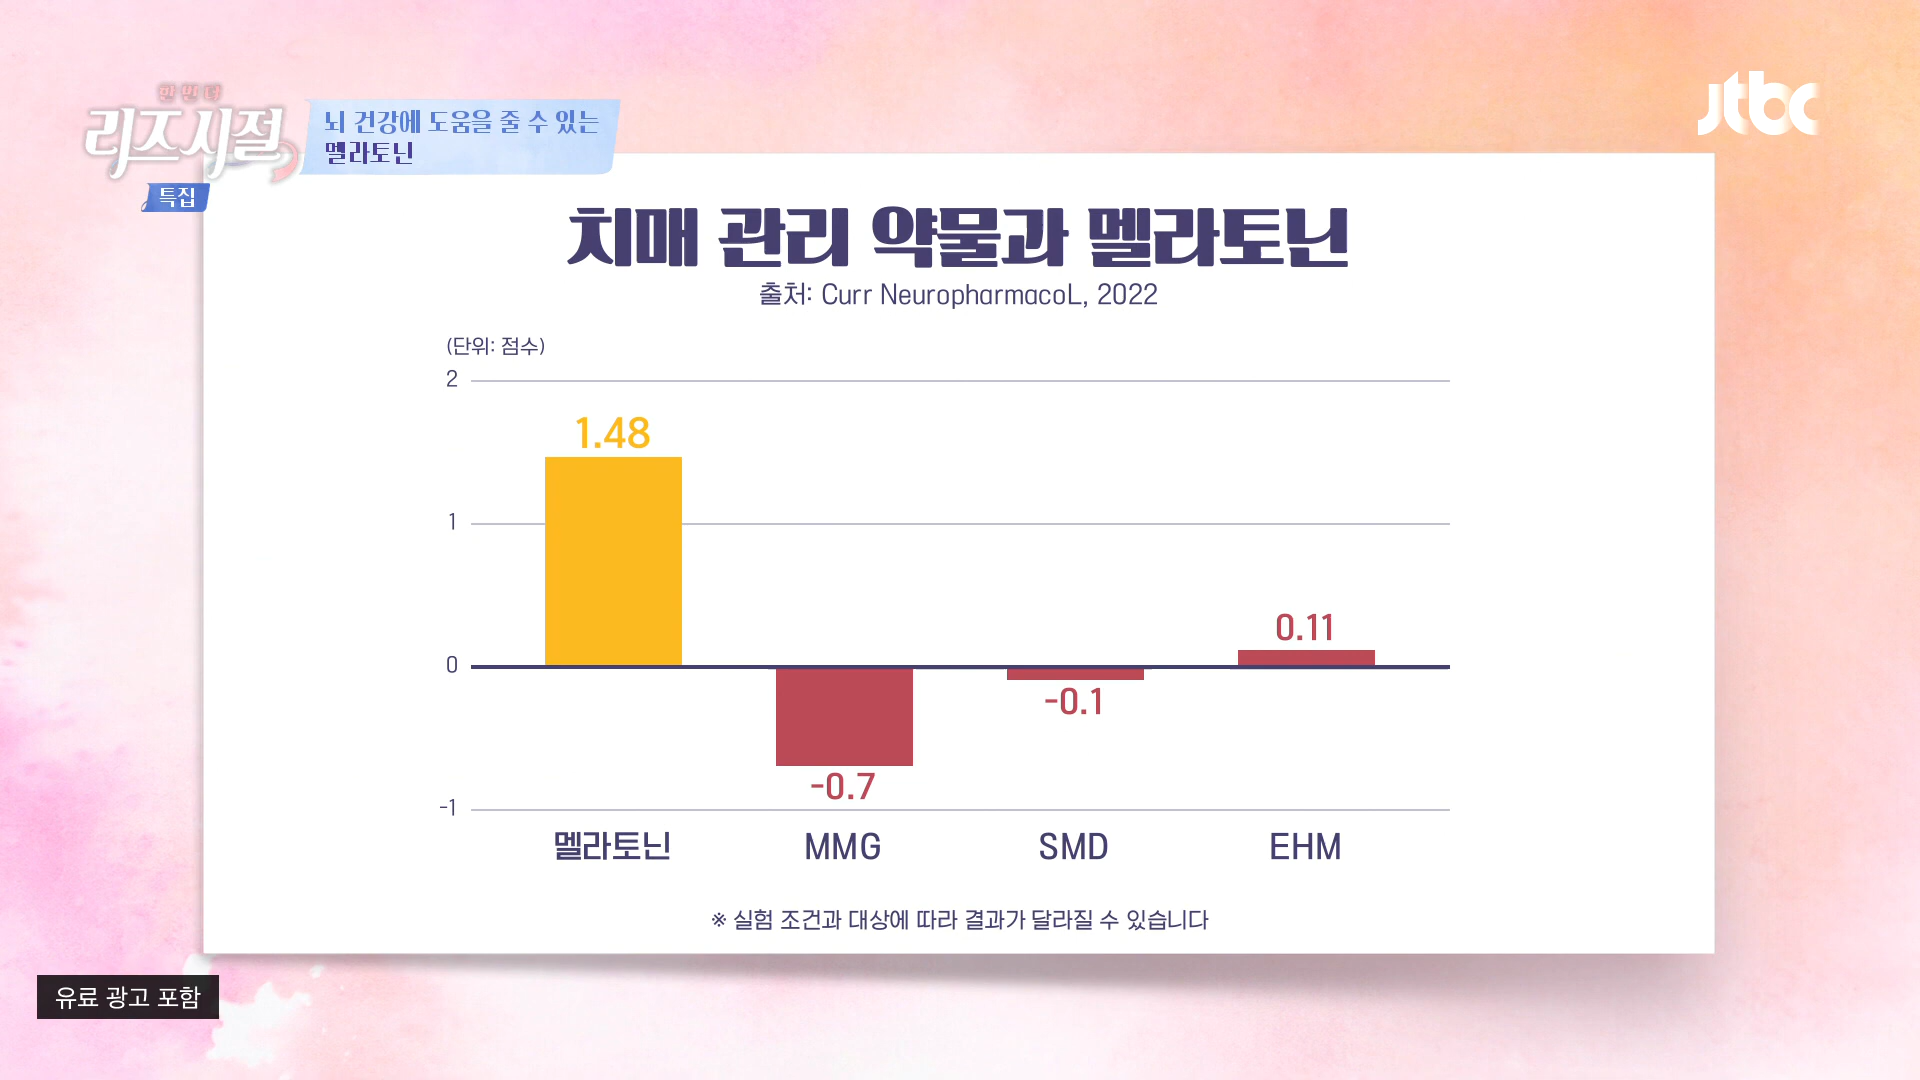 한 번 더
리즈시절
특집
뇌 건강에 도움을 줄 수 있는
멜라토닌
jtbc
치매 관리 약물과 멜라토닌
출처: Curr NeuropharmacoL, 2022
(단위: 점수)
2
1
0
-1
1.48
-0.7
-0.1
0.11
멜라토닌 MMG SMD EHM
※ 실험 조건과 대상에 따라 결과가 달라질 수 있습니다
유료 광고 포함